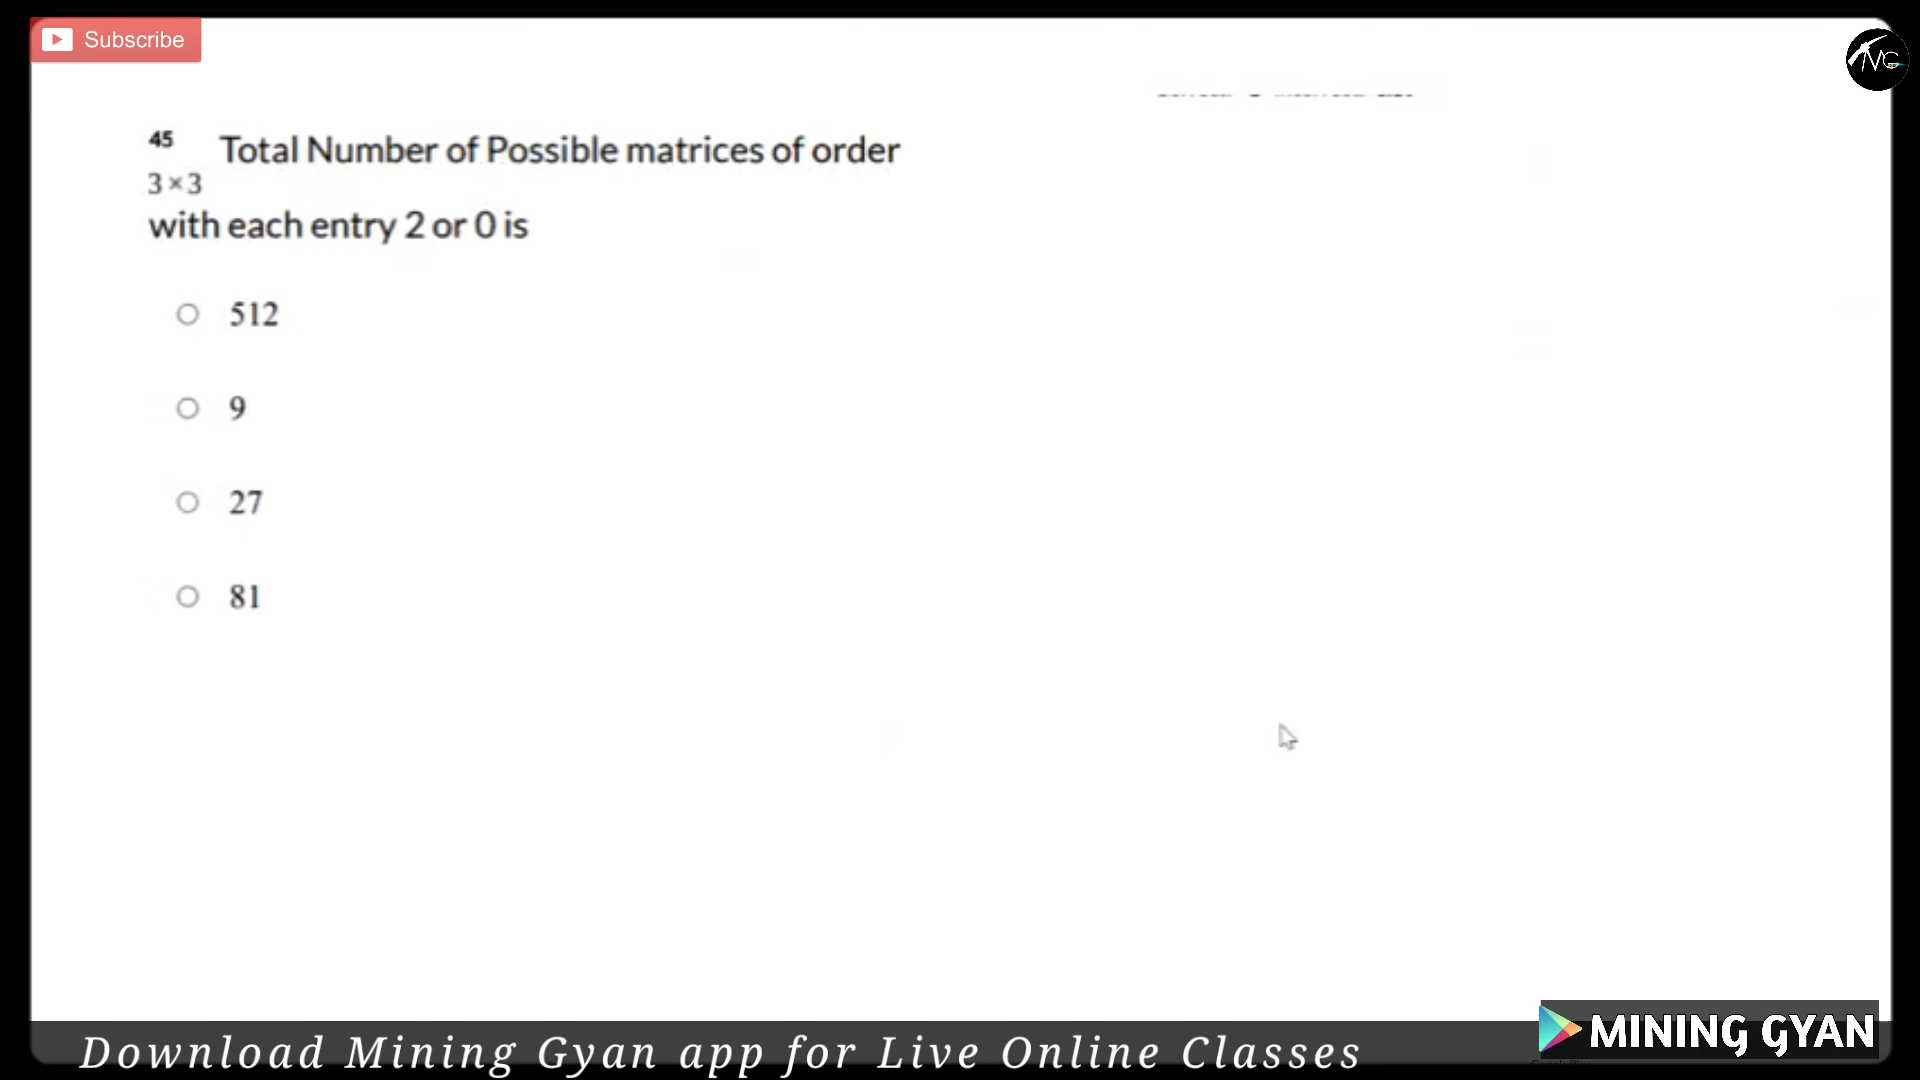 Subscribe
NG
45 Total Number of Possible matrices of order
3 × 3
with each entry 2 or 0 is
512
9
27
81
Download Mining Gyan app for Live Online Classes
MINING GYAN